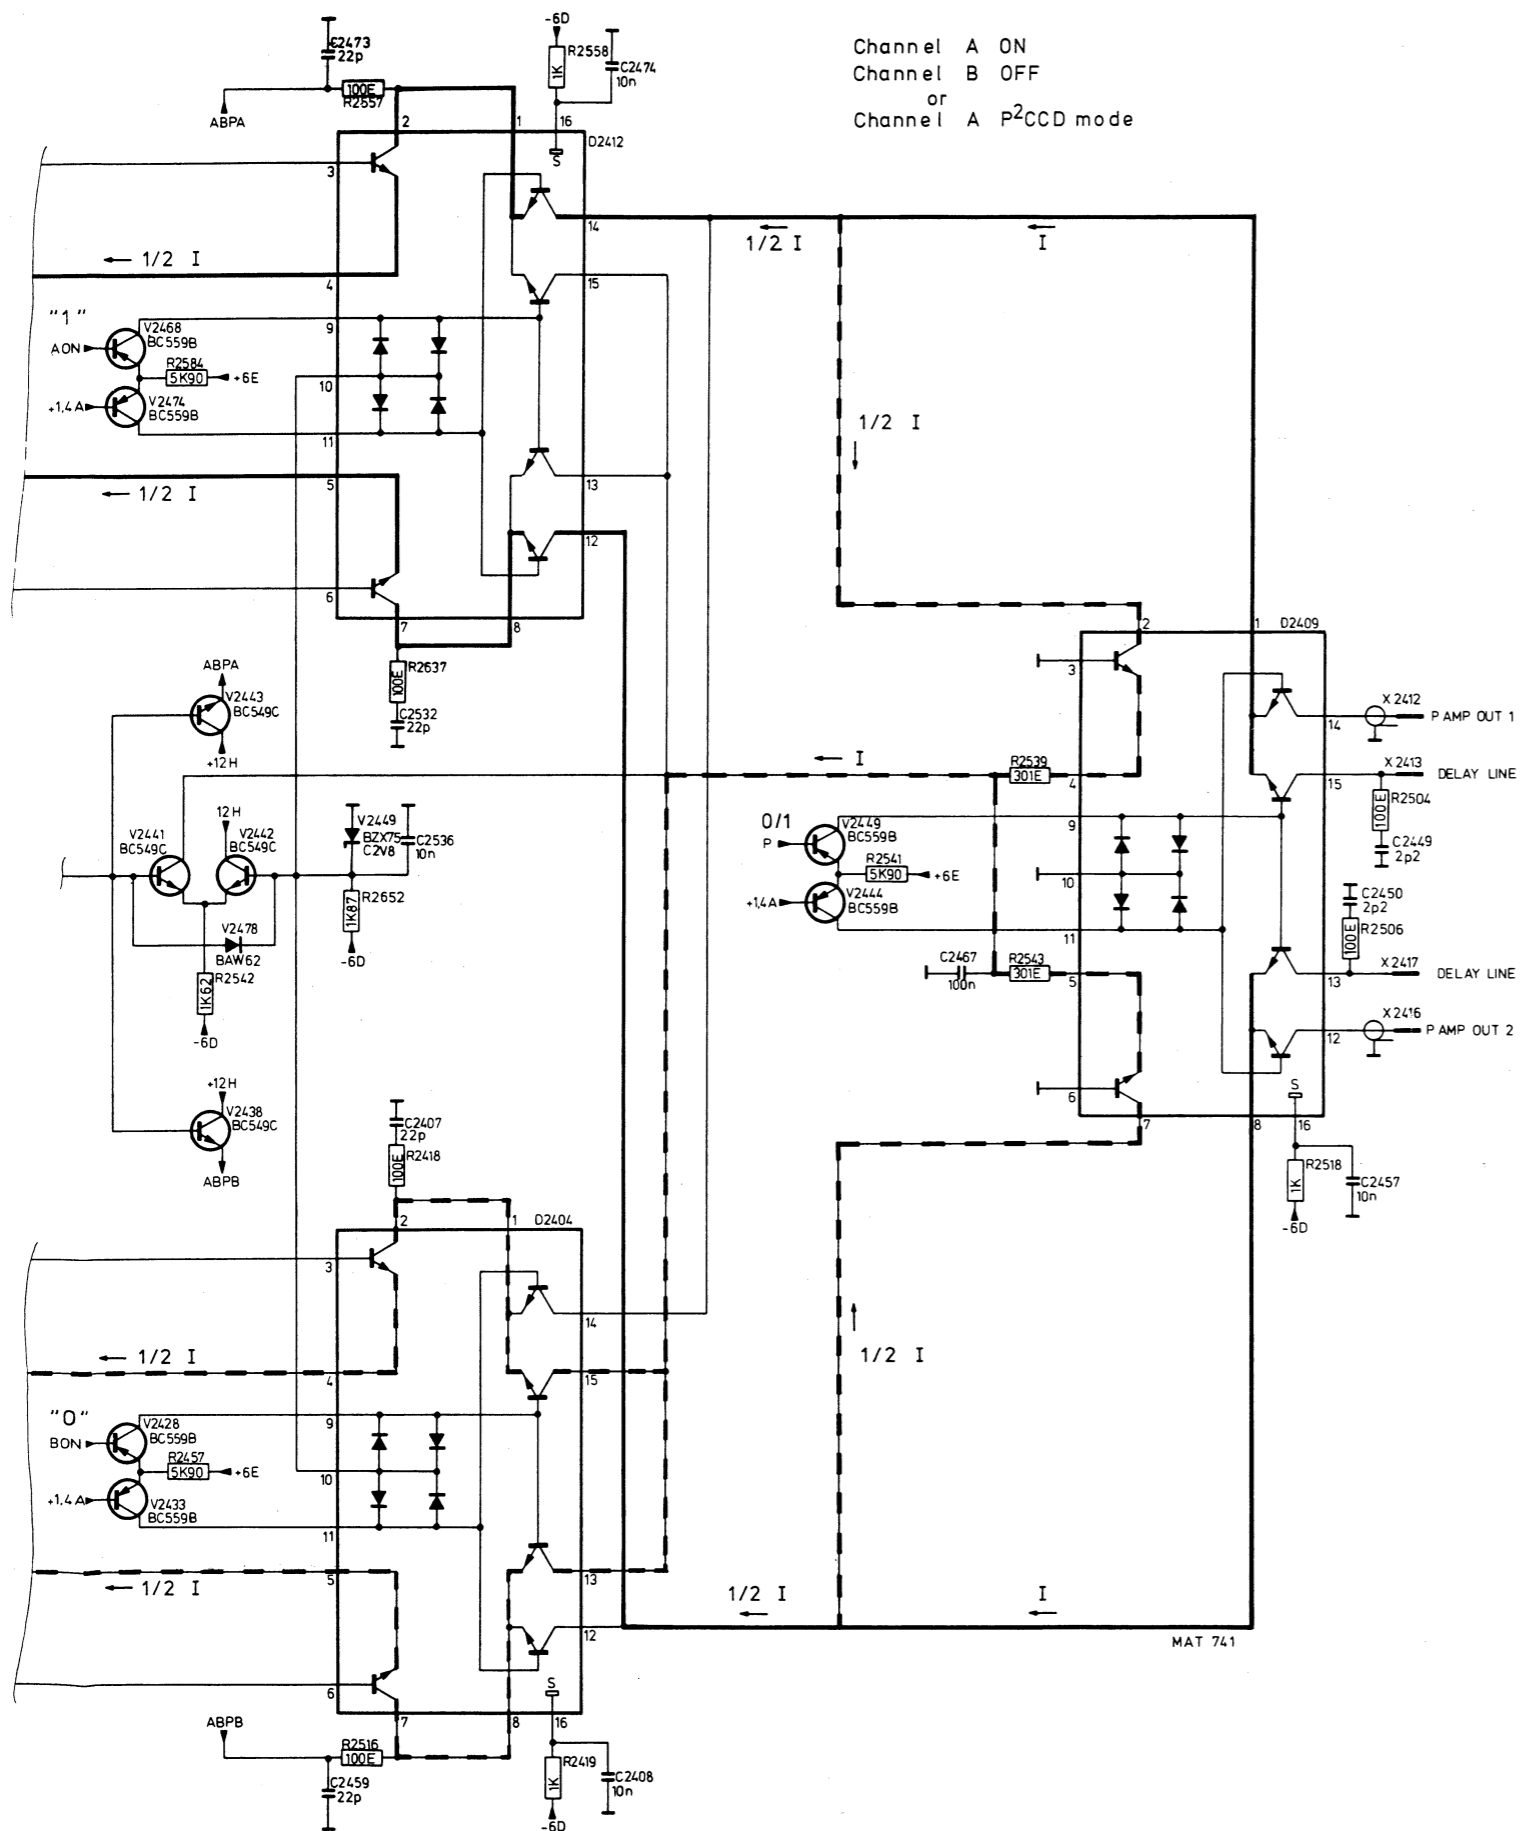 Channel A ON
Channel B OFF
or
Channel A P²CCD mode
C2473
22p
100E
R2557
ABPA
-6D
R2558
1K
C2474
10n
2
1
16
D2412
S
3
14
1/2 I
I
1/2 I
4
15
"1"
AON
V2468
BC559B
R2584
5K90
+6E
+1,4A
V2474
BC559B
9
10
11
1/2 I
5
1/2 I
13
12
6
7
8
R2637
100E
C2532
22p
ABPA
V2443
BC549C
+12H
12H
V2441
BC549C
V2442
BC549C
V2449
BZX75
C2V8
C2536
10n
R2652
1K87
-6D
V2478
BAW62
R2542
1K62
-6D
+12H
V2438
BC549C
ABPB
I
2
1
D2409
3
R2539
301E
4
14
X2412
P AMP OUT 1
15
X2413
DELAY LINE
R2504
100E
C2449
2p2
0/1
P
V2449
BC559B
R2541
5K90
+6E
+1,4A
V2444
BC559B
9
10
11
C2450
2p2
100E
R2506
C2467
100n
R2543
301E
5
13
X2417
DELAY LINE
X2416
P AMP OUT 2
12
6
S
7
8
16
R2518
1K
C2457
10n
-6D
C2407
22p
R2418
100E
2
1
D2404
3
14
1/2 I
4
15
1/2 I
"0"
BON
V2428
BC559B
R2457
5K90
+6E
+1,4A
V2433
BC559B
9
10
11
1/2 I
5
13
1/2 I
I
12
MAT 741
6
S
7
8
16
ABPB
R2516
100E
C2459
22p
R2419
1K
C2408
10n
-6D